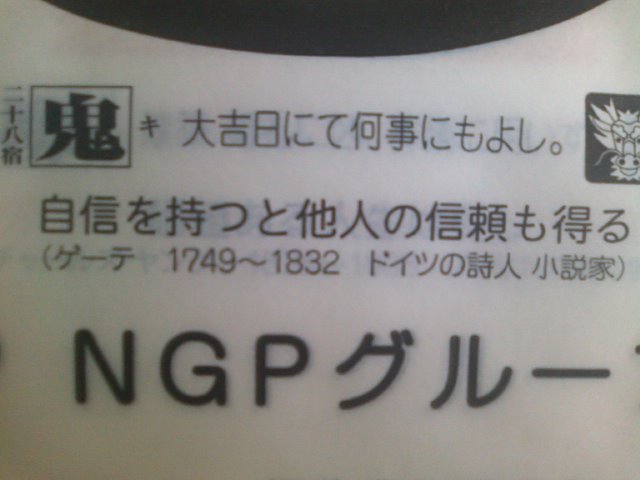 二十八宿
鬼 キ 大吉日にて何事にもよし。
自信を持つと他人の信頼も得る
(ゲーテ 1749～1832 ドイツの詩人 小説家)
NGPグルー